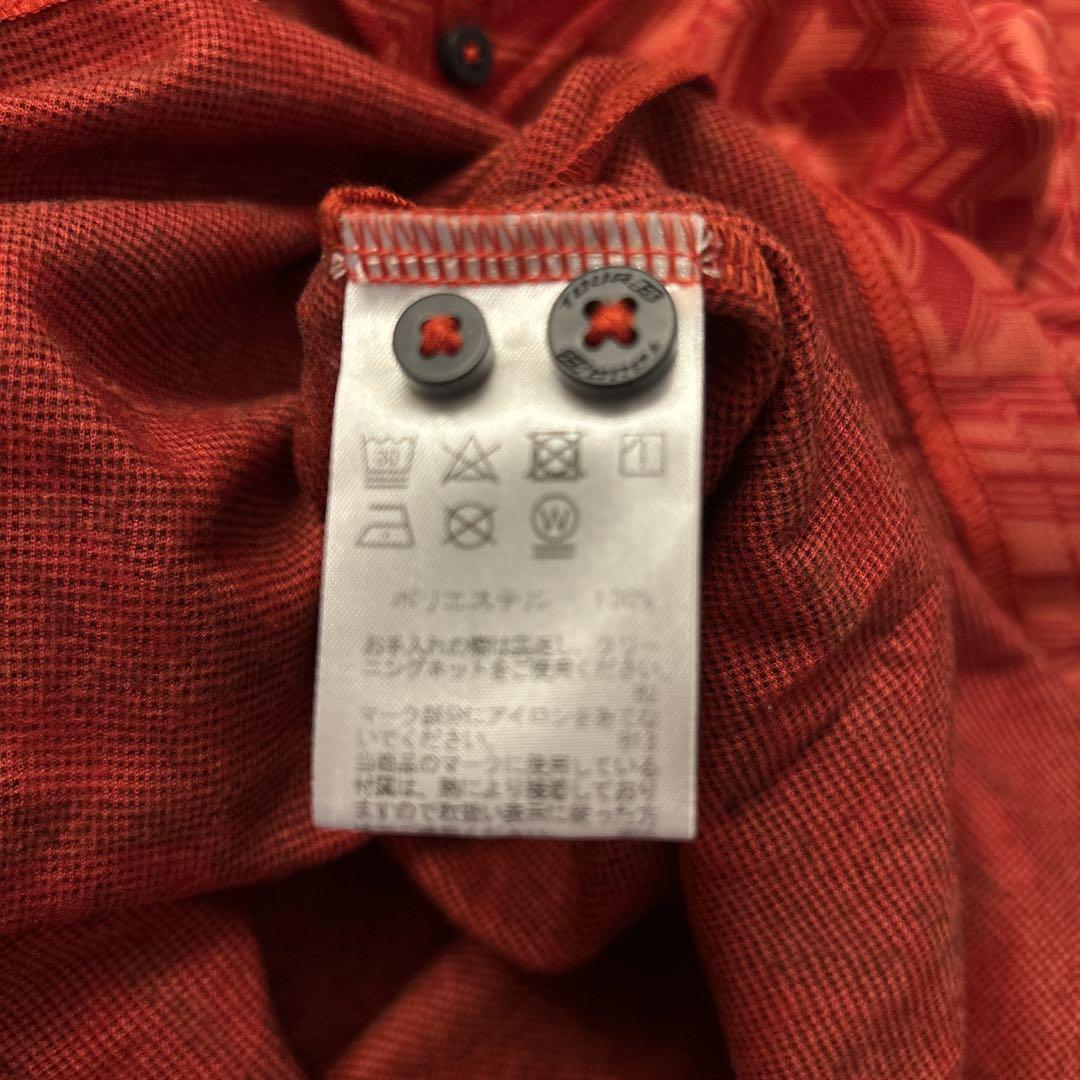 TOUR B
TOUR B
30
W
ポリエステル 100%
お手入れの際は裏返し、クリー
ニングネットをご使用ください。
マーク部分にアイロンをあてな
いでください。
当商品のマークに使用している
付属は、熱により接着しており
ますので取扱い表示に従った方